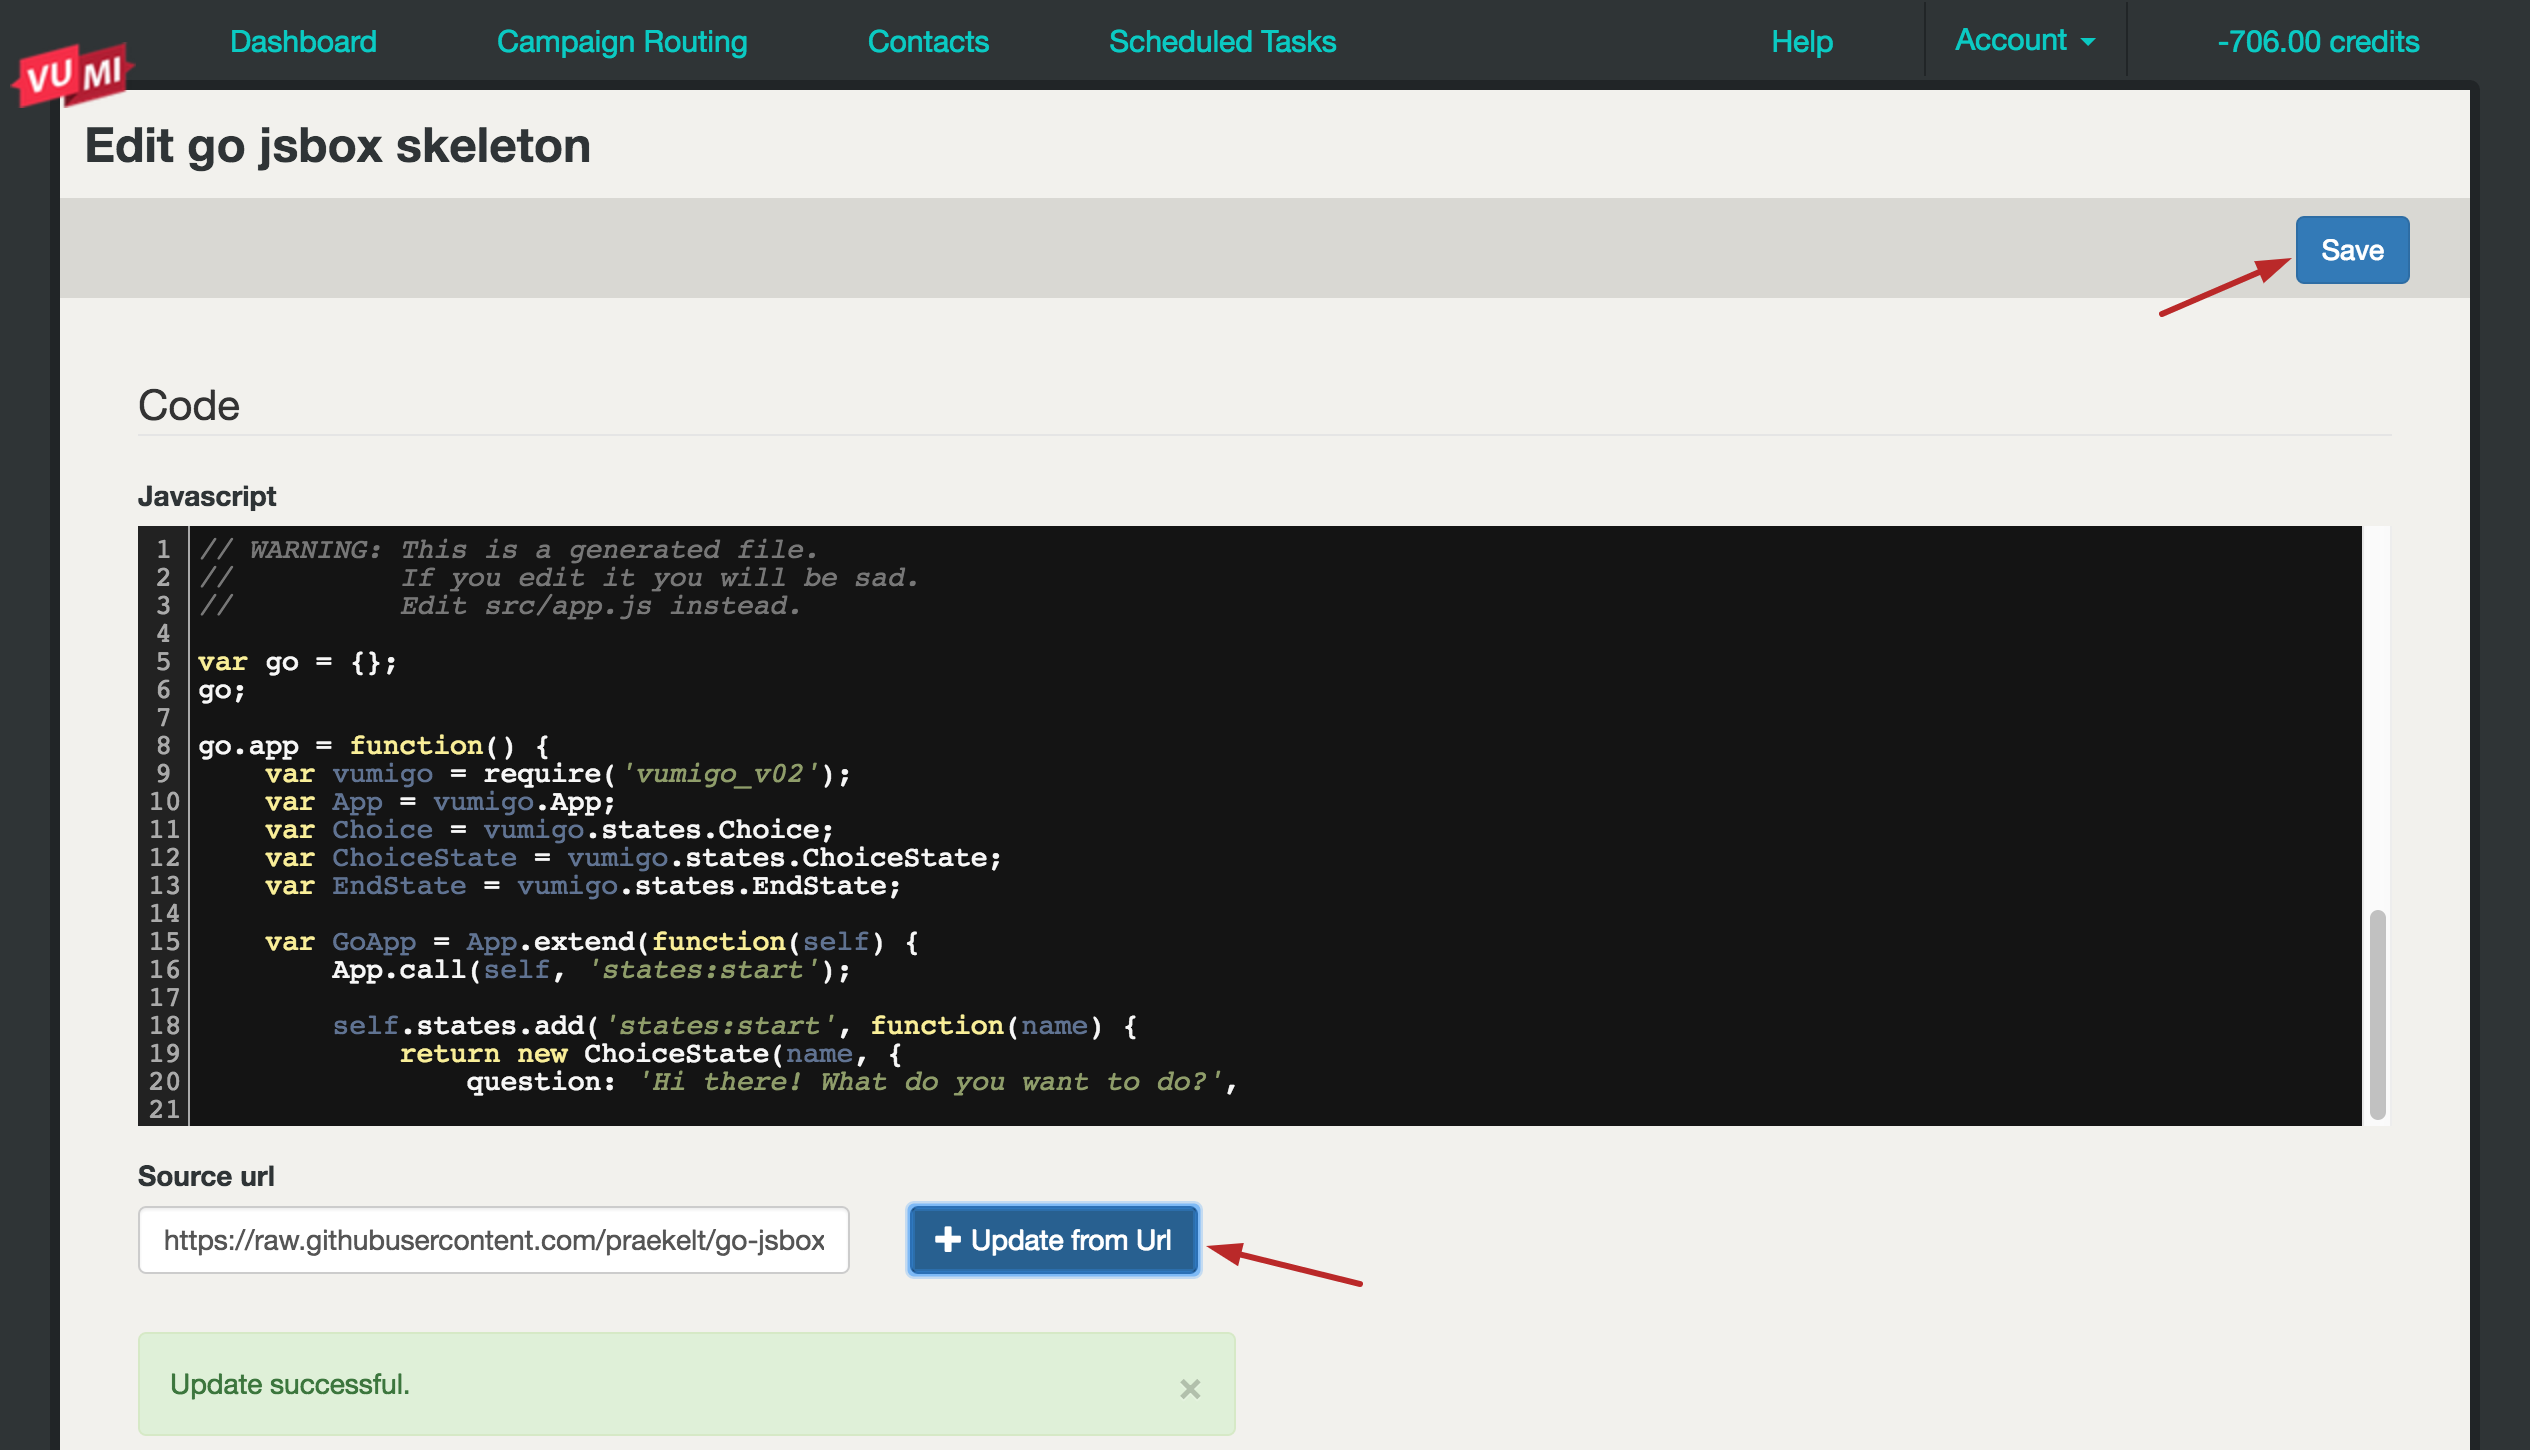 VUMI
Dashboard Campaign Routing Contacts Scheduled Tasks Help Account -706.00 credits
Edit go jsbox skeleton
Save
Code
Javascript
1 // WARNING: This is a generated file.
2 //          If you edit it you will be sad.
3 //          Edit src/app.js instead.
4
5 var go = {};
6 go;
7
8 go.app = function() {
9     var vumigo = require('vumigo_v02');
10     var App = vumigo.App;
11     var Choice = vumigo.states.Choice;
12     var ChoiceState = vumigo.states.ChoiceState;
13     var EndState = vumigo.states.EndState;
14
15     var GoApp = App.extend(function(self) {
16         App.call(self, 'states:start');
17
18         self.states.add('states:start', function(name) {
19             return new ChoiceState(name, {
20                 question: 'Hi there! What do you want to do?',
21
Source url
https://raw.githubusercontent.com/praekelt/go-jsbox
Update from Url
Update successful.
×